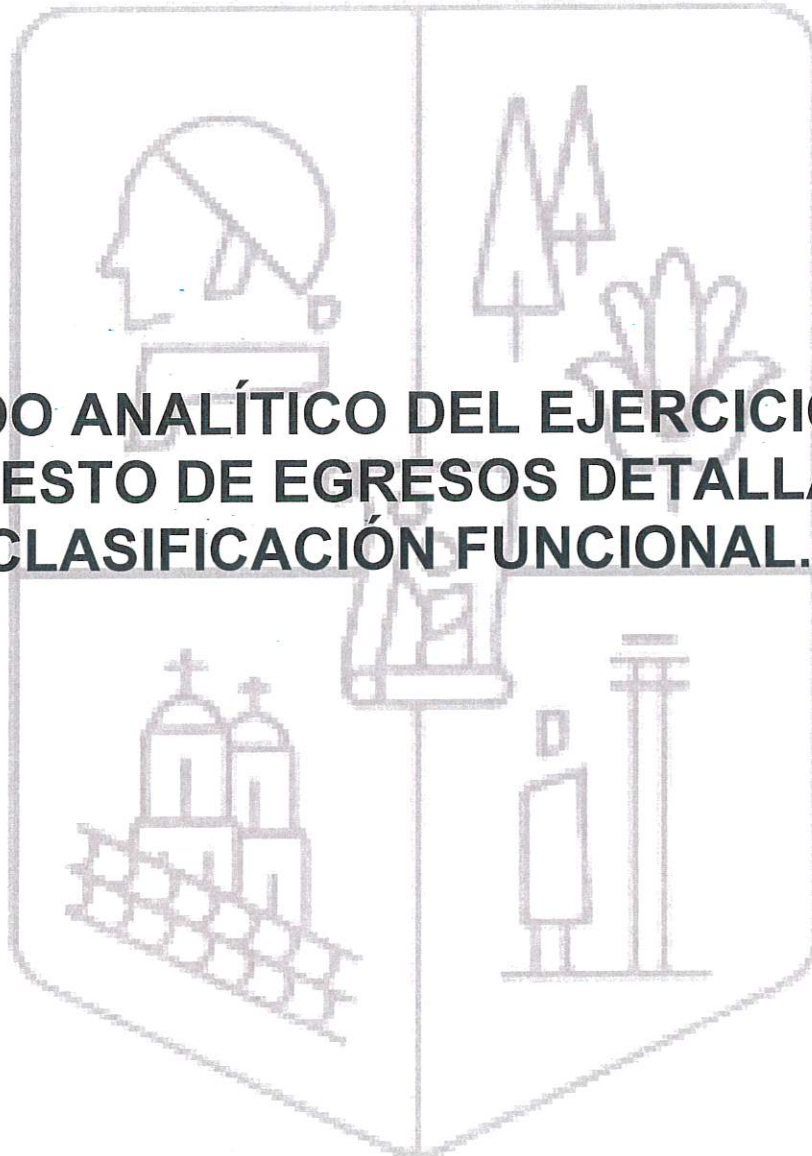 DO ANALÍTICO DEL EJERCICIO
ESTO DE EGRESOS DETALLA
CLASIFICACIÓN FUNCIONAL.